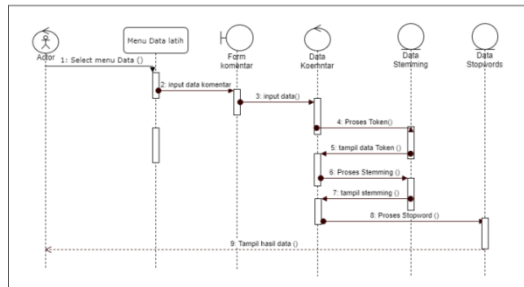 Actor
Menu Data latih
Form
komentar
Data
Data
Stemming
Data
Stopwords
1: Select menu Data ()
2: input data komentar
3: input data()
4: Proses Token()
5: tampil data Token ()
6: Proses Stemming ()
7: tampil stemming ()
8: Proses Stopword ()
9: Tampil hasil data ()